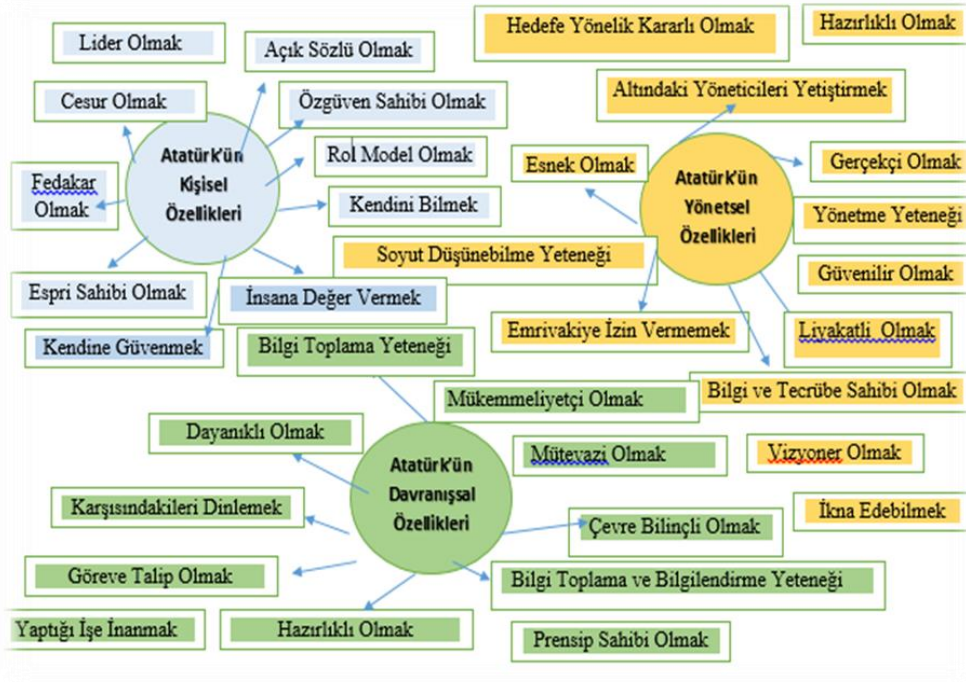 Lider Olmak
Açık Sözlü Olmak
Hedefe Yönelik Kararlı Olmak
Hazırlıklı Olmak
Cesur Olmak
Özgüven Sahibi Olmak
Altındaki Yöneticileri Yetiştirmek
Atatürk'ün
Kişisel
Özellikleri
Rol Model Olmak
Esnek Olmak
Atatürk'ün
Yönetsel
Özellikleri
Gerçekçi Olmak
Fedakar
Olmak
Kendini Bilmek
Yönetme Yeteneği
Soyut Düşünebilme Yeteneği
Güvenilir Olmak
Espri Sahibi Olmak
İnsana Değer Vermek
Emrivakiye İzin Vermemek
Liyakatli Olmak
Kendine Güvenmek
Bilgi Toplama Yeteneği
Mükemmeliyetçi Olmak
Bilgi ve Tecrübe Sahibi Olmak
Dayanıklı Olmak
Atatürk'ün
Davranışsal
Özellikleri
Mütevazi Olmak
Vizyoner Olmak
Karşısındakileri Dinlemek
Çevre Bilinçli Olmak
İkna Edebilmek
Göreve Talip Olmak
Bilgi Toplama ve Bilgilendirme Yeteneği
Yaptığı İşe İnanmak
Hazırlıklı Olmak
Prensip Sahibi Olmak